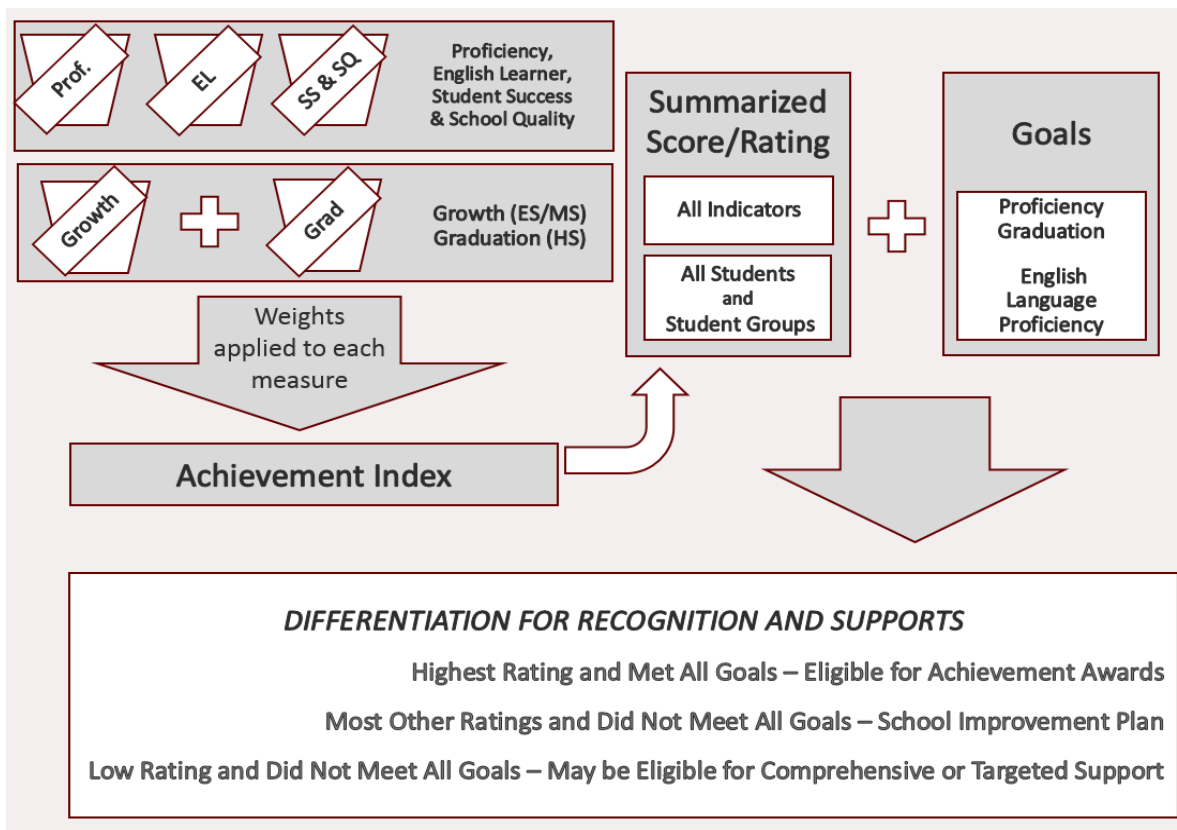 Prof.
EL
SS & SQ
Proficiency,
English Learner,
Student Success
& School Quality
Growth
Grad
Growth (ES/MS)
Graduation (HS)
Weights
applied to each
measure
Achievement Index
Summarized
Score/Rating
All Indicators
All Students
and
Student Groups
Goals
Proficiency
Graduation
English
Language
Proficiency
DIFFERENTIATION FOR RECOGNITION AND SUPPORTS
Highest Rating and Met All Goals – Eligible for Achievement Awards
Most Other Ratings and Did Not Meet All Goals – School Improvement Plan
Low Rating and Did Not Meet All Goals – May be Eligible for Comprehensive or Targeted Support